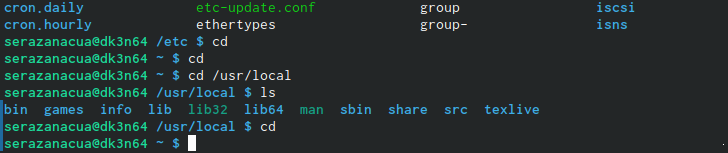 cron.daily etc-update.conf group iscsi
cron.hourly ethertypes group- isns
serazanacua@dk3n64 /etc $ cd
serazanacua@dk3n64 ~ $ cd
serazanacua@dk3n64 ~ $ cd /usr/local
serazanacua@dk3n64 /usr/local $ ls
bin games info lib lib32 lib64 man sbin share src texlive
serazanacua@dk3n64 /usr/local $ cd
serazanacua@dk3n64 ~ $